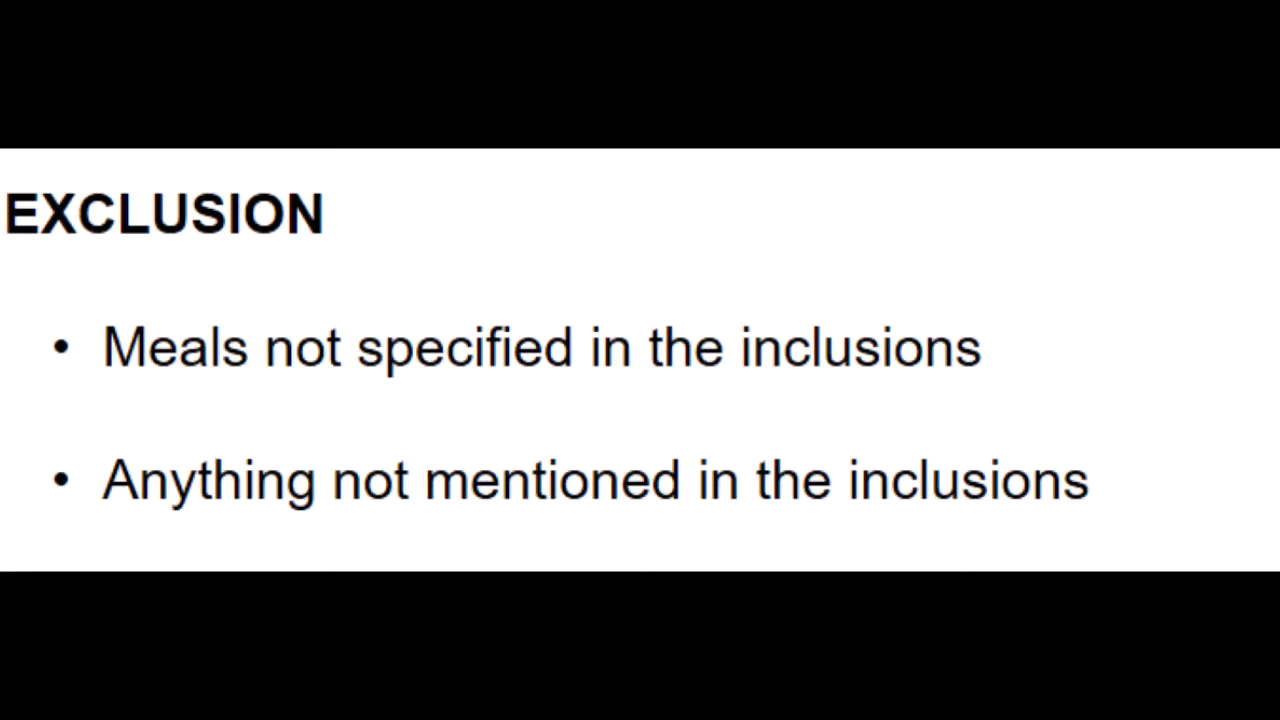 EXCLUSION
• Meals not specified in the inclusions
• Anything not mentioned in the inclusions